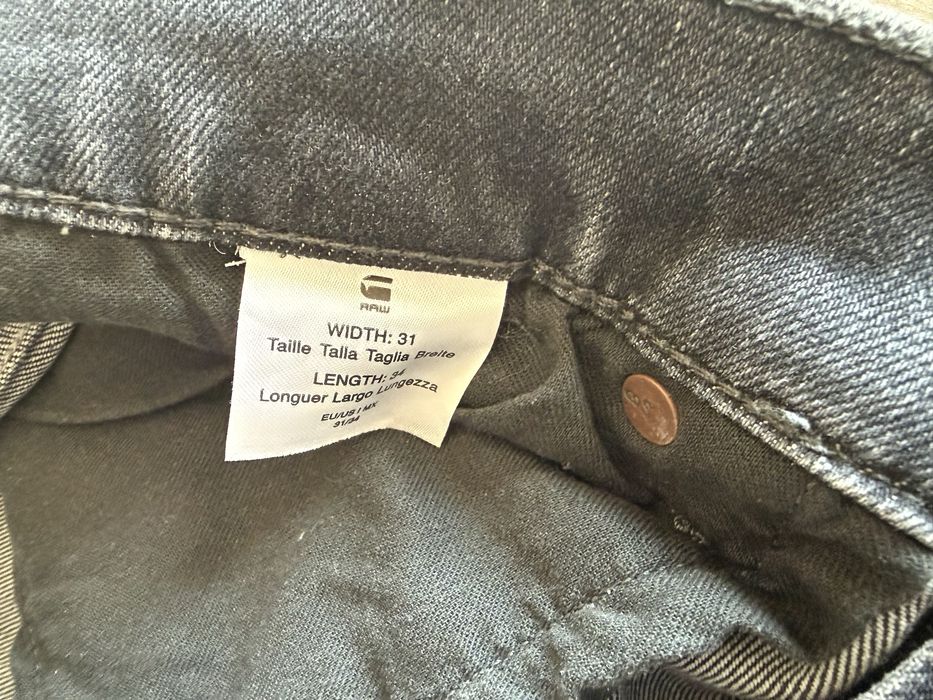 RAW
WIDTH: 31
Taille Talla Taglia Breite
LENGTH: 34
Longuer Largo Lungezza
EU/US / MX
31/34